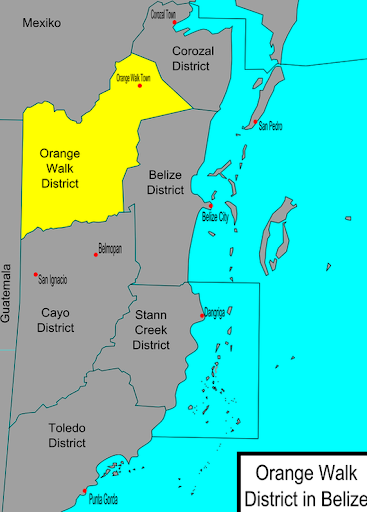 Mexiko
Corozal Town
Corozal
District
Orange Walk Town
San Pedro
Orange
Walk
District
Belize
District
Belize City
Belmopan
San Ignacio
Guatemala
Cayo
District
Stann
Creek
District
Dangriga
Toledo
District
Punta Gorda
Orange Walk
District in Belize